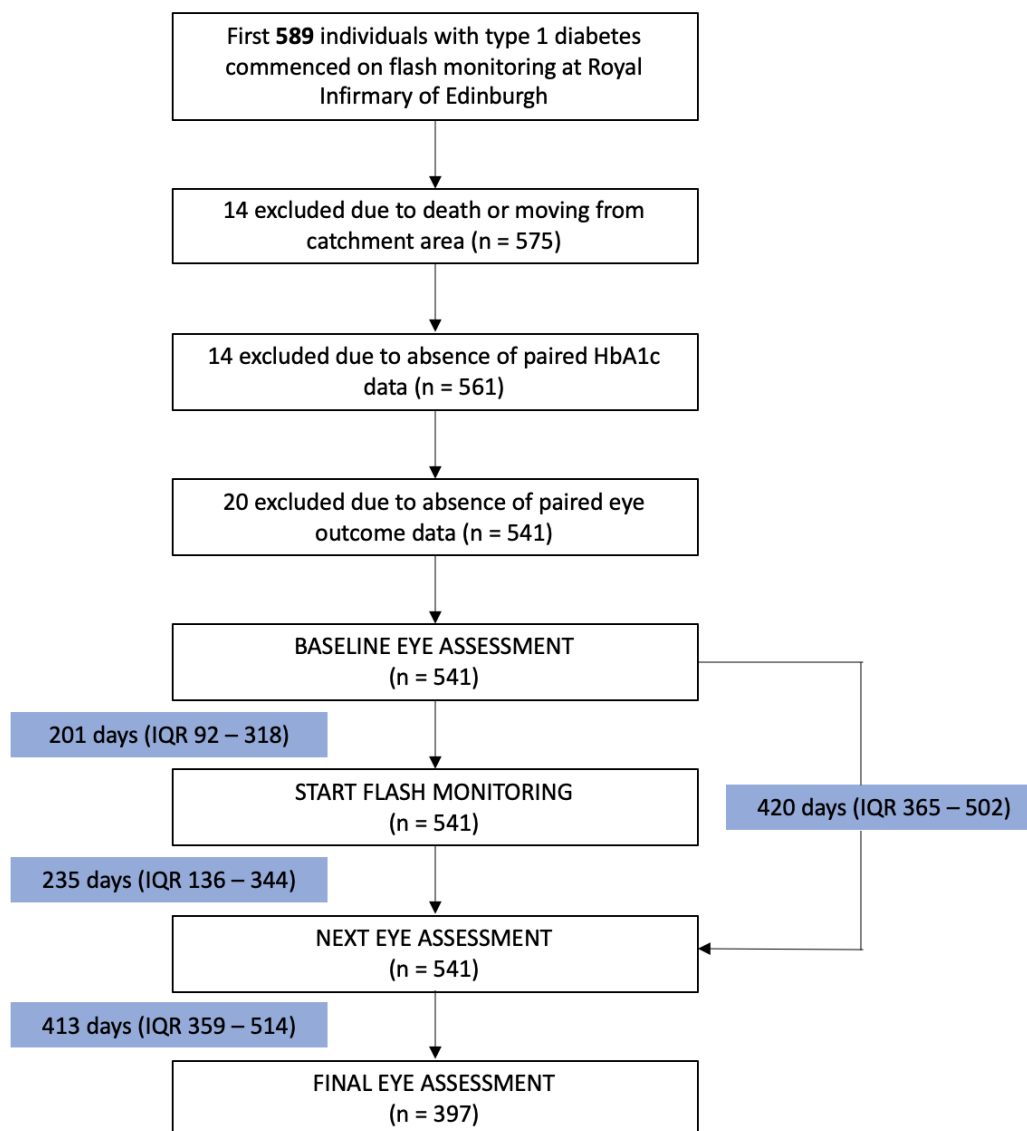 First 589 individuals with type 1 diabetes
commenced on flash monitoring at Royal
Infirmary of Edinburgh
14 excluded due to death or moving from
catchment area (n = 575)
14 excluded due to absence of paired HbA1c
data (n = 561)
20 excluded due to absence of paired eye
outcome data (n = 541)
BASELINE EYE ASSESSMENT
(n = 541)
201 days (IQR 92 – 318)
START FLASH MONITORING
(n = 541)
420 days (IQR 365 – 502)
235 days (IQR 136 – 344)
NEXT EYE ASSESSMENT
(n = 541)
413 days (IQR 359 – 514)
FINAL EYE ASSESSMENT
(n = 397)